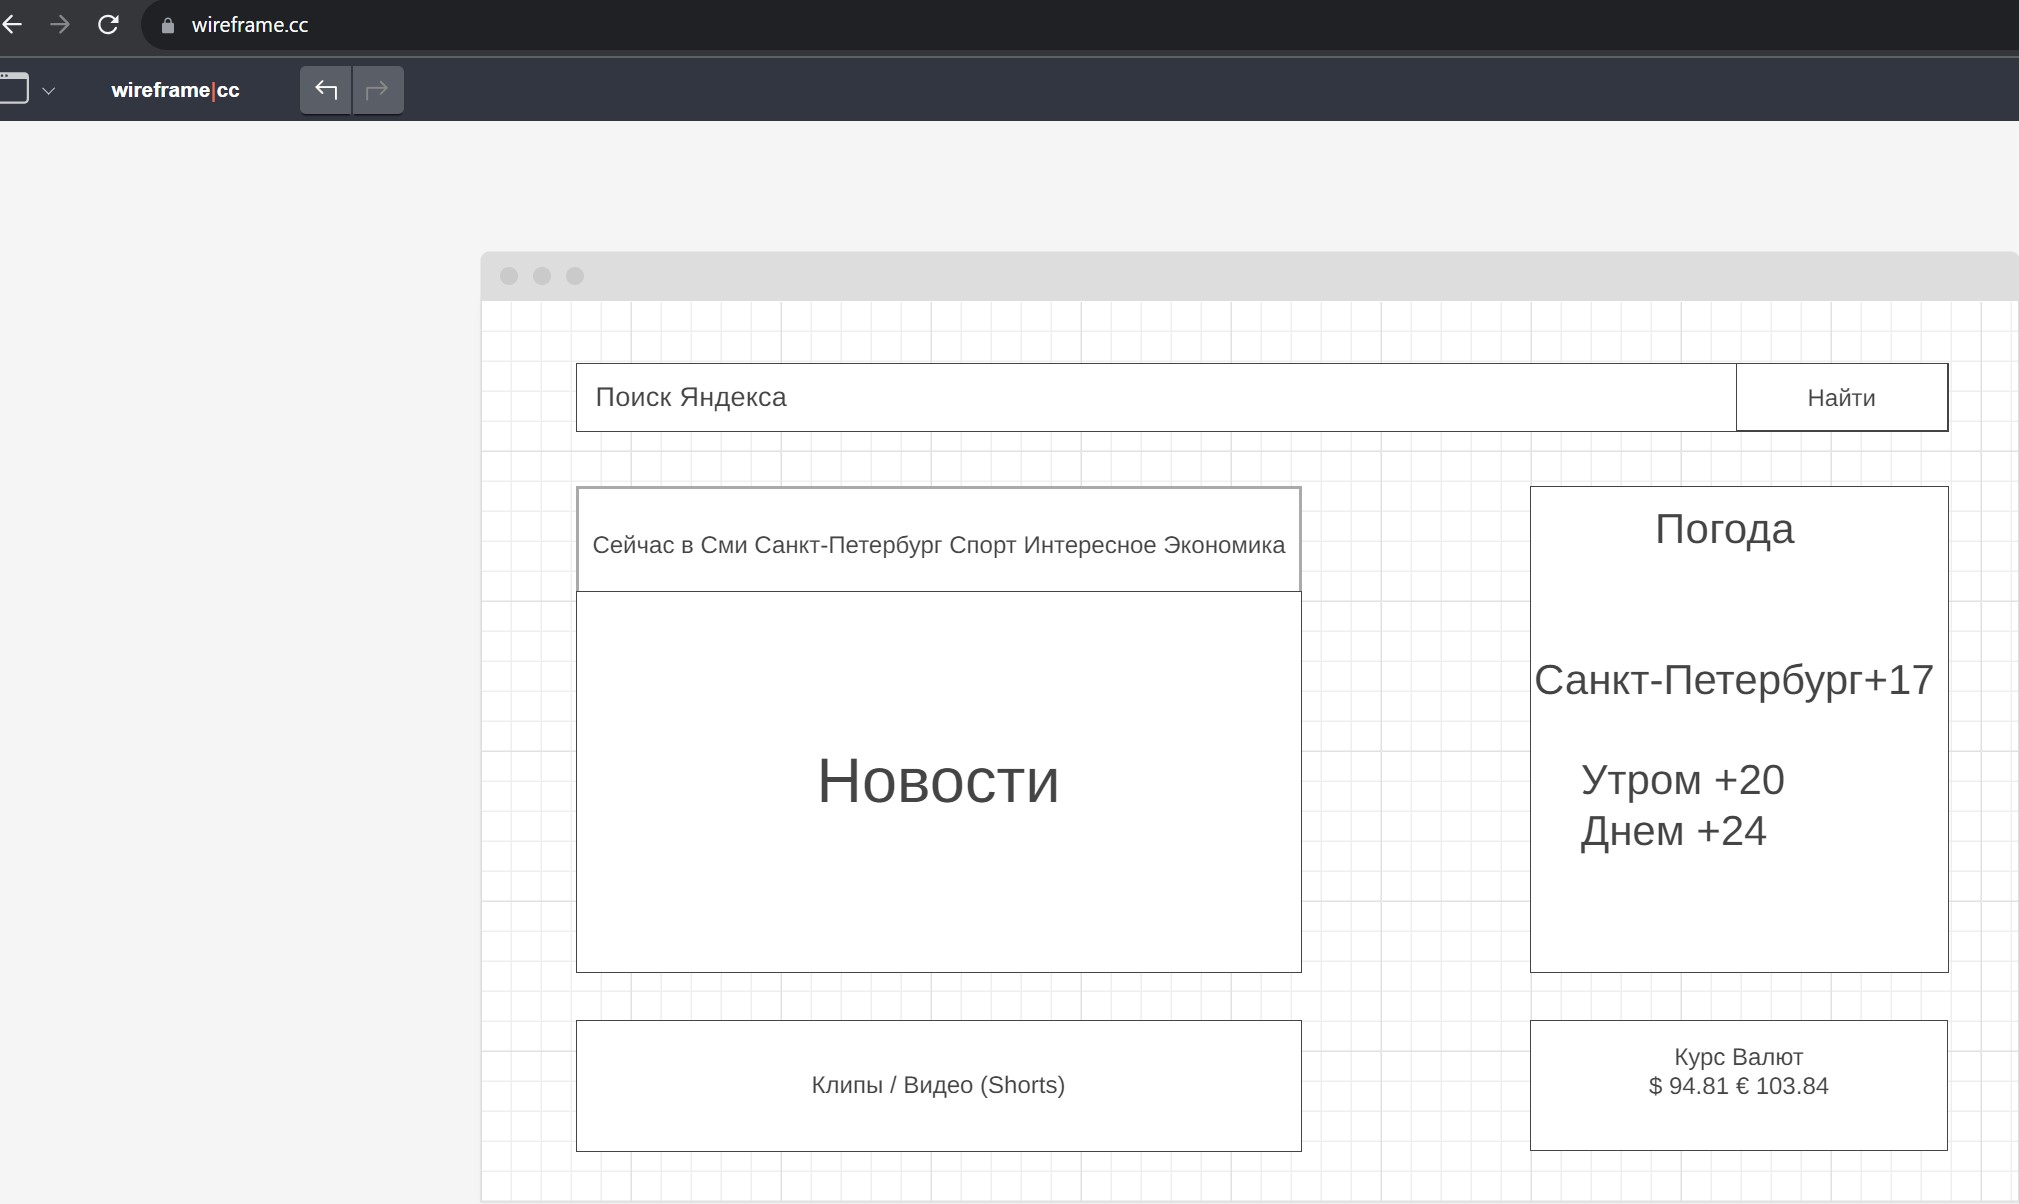 wireframe.cc
wireframe|cc
Поиск Яндекса
Найти
Сейчас в Сми Санкт-Петербург Спорт Интересное Экономика
Новости
Погода
Санкт-Петербург+17
Утром +20
Днем +24
Клипы / Видео (Shorts)
Курс Валют
$ 94.81 € 103.84